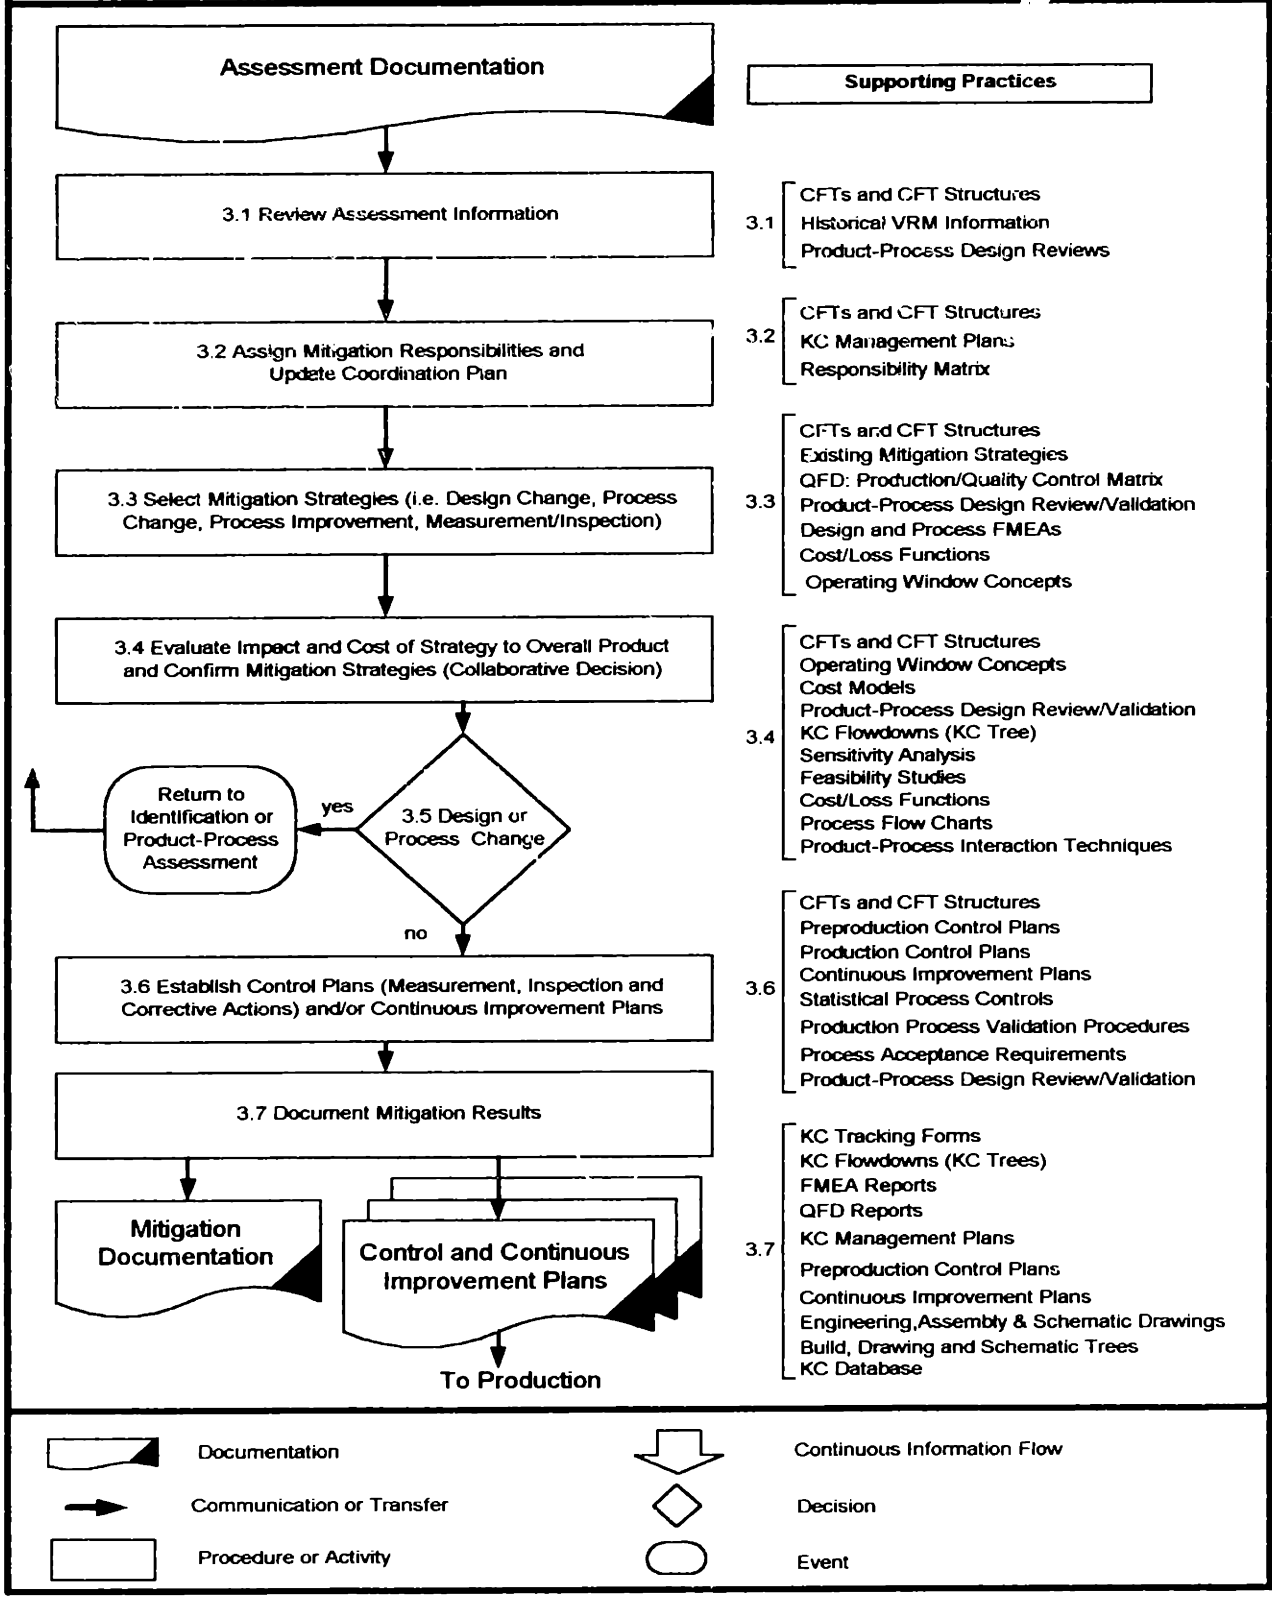 Assessment Documentation
3.1 Review Assessment Information
3.2 Assign Mitigation Responsibilities and
Update Coordination Plan
3.3 Select Mitigation Strategies (i.e. Design Change, Process
Change, Process Improvement, Measurement/Inspection)
3.4 Evaluate Impact and Cost of Strategy to Overall Product
and Confirm Mitigation Strategies (Collaborative Decision)
3.5 Design or
Process Change
yes
Return to
Identification or
Product-Process
Assessment
no
3.6 Establish Control Plans (Measurement, Inspection and
Corrective Actions) and/or Continuous Improvement Plans
3.7 Document Mitigation Results
Mitigation
Documentation
Control and Continuous
Improvement Plans
To Production
Supporting Practices
3.1
CFTs and CFT Structures
Historical VRM Information
Product-Process Design Reviews
3.2
CFTs and CFT Structures
KC Management Plans
Responsibility Matrix
3.3
CFTs and CFT Structures
Existing Mitigation Strategies
QFD: Production/Quality Control Matrix
Product-Process Design Review/Validation
Design and Process FMEAs
Cost/Loss Functions
Operating Window Concepts
3.4
CFTs and CFT Structures
Operating Window Concepts
Cost Models
Product-Process Design Review/Validation
KC Flowdowns (KC Tree)
Sensitivity Analysis
Feasibility Studies
Cost/Loss Functions
Process Flow Charts
Product-Process Interaction Techniques
3.6
CFTs and CFT Structures
Preproduction Control Plans
Production Control Plans
Continuous Improvement Plans
Statistical Process Controls
Production Process Validation Procedures
Process Acceptance Requirements
Product-Process Design Review/Validation
3.7
KC Tracking Forms
KC Flowdowns (KC Trees)
FMEA Reports
QFD Reports
KC Management Plans
Preproduction Control Plans
Continuous Improvement Plans
Engineering,Assembly & Schematic Drawings
Build, Drawing and Schematic Trees
KC Database
Documentation
Communication or Transfer
Procedure or Activity
Continuous Information Flow
Decision
Event